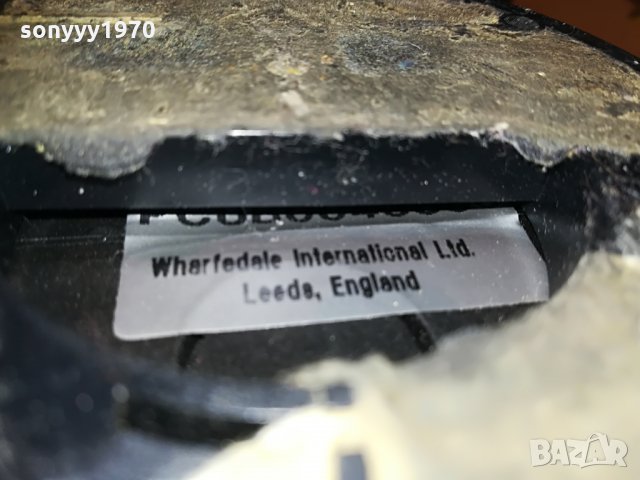 sonyyy1970
Wharfedale International Ltd.
Leeds, England
BAZAR